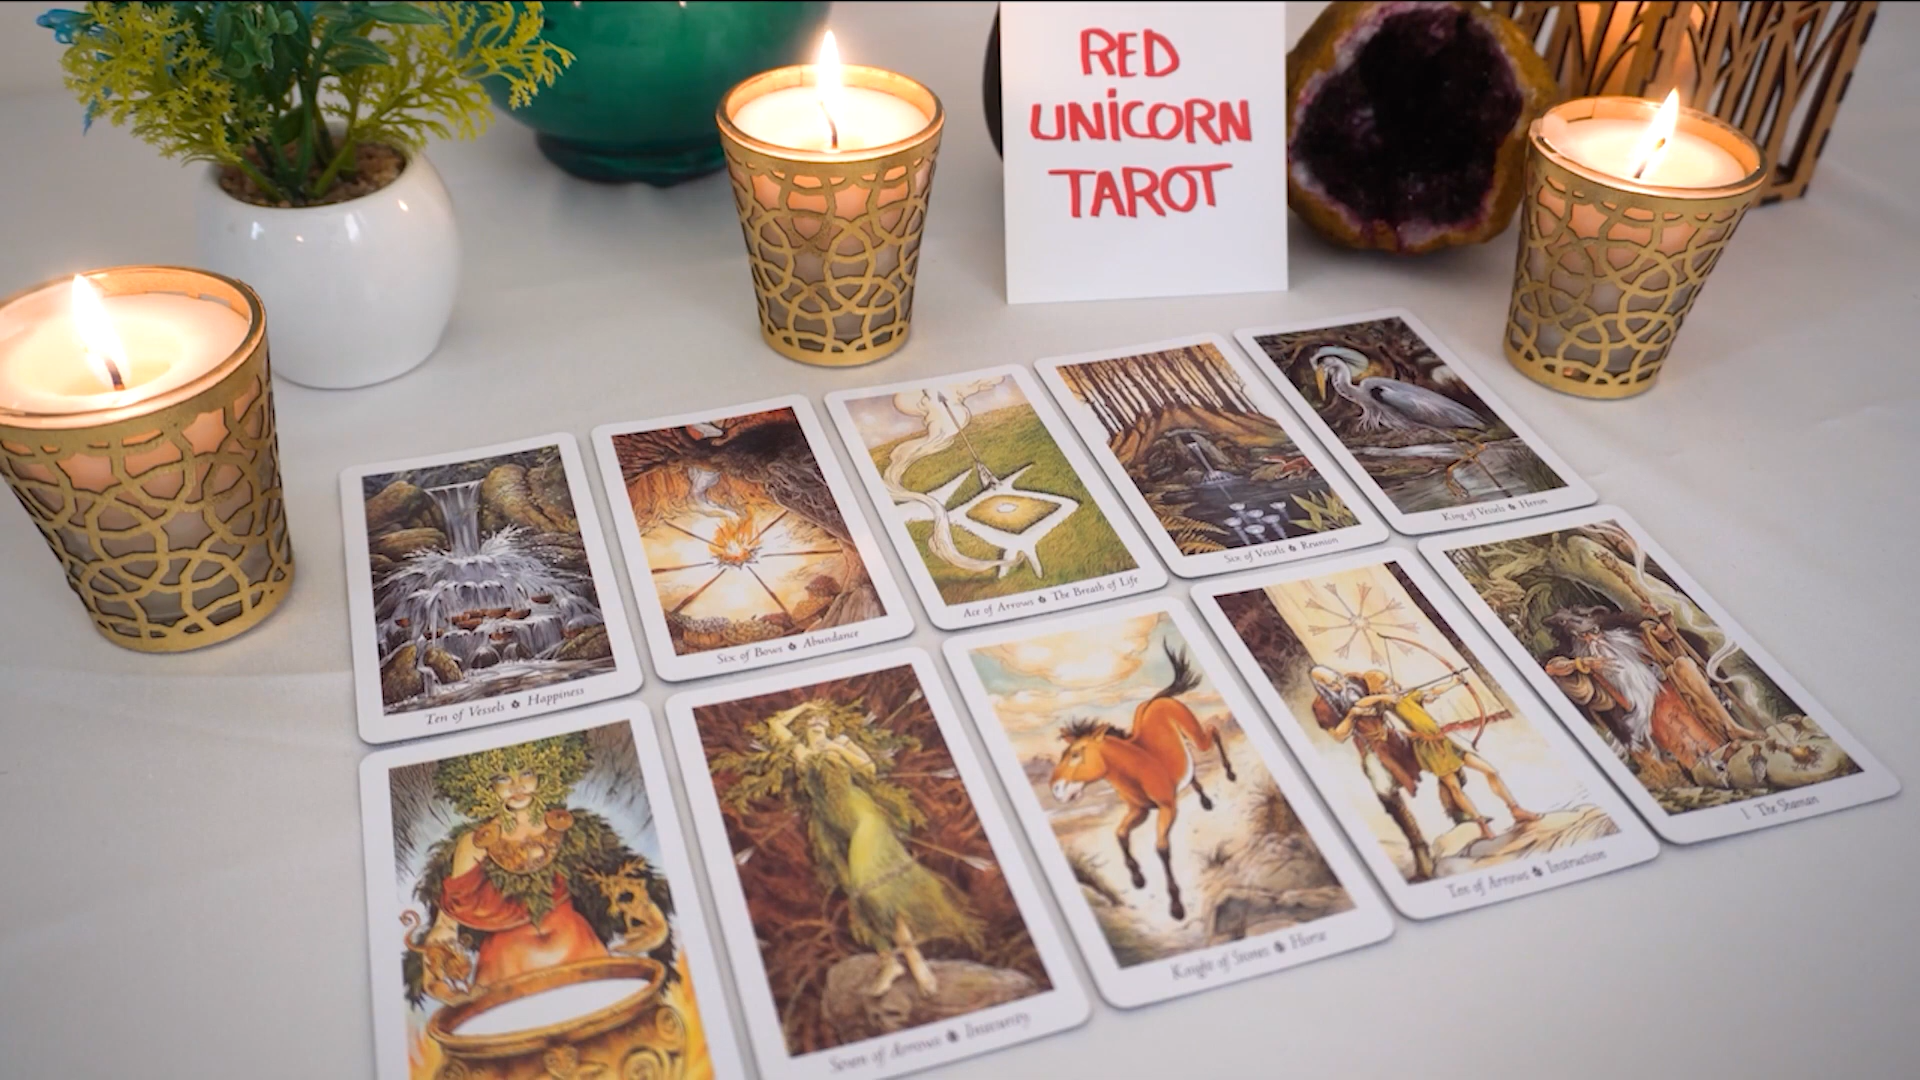 RED
UNiCORN
TAROT
Ten of Vessels Happiness
Six of Bows Abundance
Ace of Arrows The Breath of Life
Six of Vessels Reunion
King of Vessels Heron
Seven of Arrows Insecurity
Knight of Stones Horse
Ten of Arrows Instruction
1 The Shaman